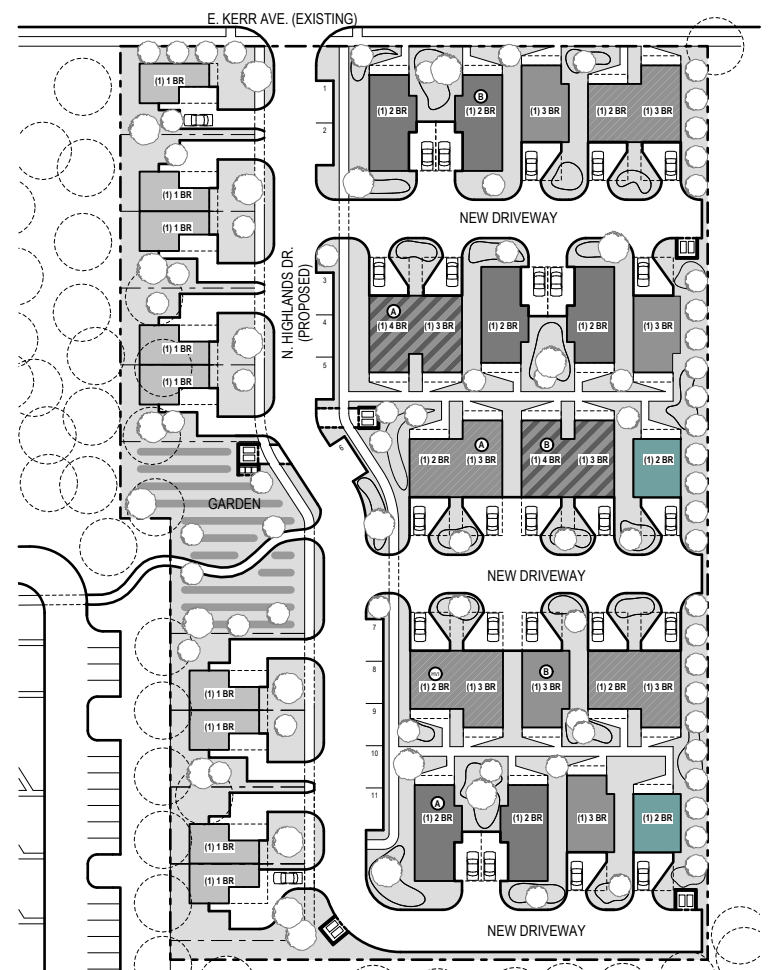 E. KERR AVE. (EXISTING)
(1) 1 BR
1
2
(1) 2 BR
B
(1) 2 BR
(1) 3 BR
(1) 2 BR
(1) 3 BR
(1) 1 BR
(1) 1 BR
NEW DRIVEWAY
N. HIGHLANDS DR.
(PROPOSED)
3
4
5
A
(1) 4 BR
(1) 3 BR
(1) 2 BR
(1) 2 BR
(1) 3 BR
(1) 1 BR
(1) 1 BR
6
A
B
(1) 2 BR
(1) 3 BR
(1) 4 BR
(1) 3 BR
(1) 2 BR
GARDEN
NEW DRIVEWAY
7
8
9
10
11
B
(1) 2 BR
(1) 3 BR
(1) 3 BR
(1) 2 BR
(1) 3 BR
(1) 1 BR
(1) 1 BR
A
(1) 2 BR
(1) 2 BR
(1) 3 BR
(1) 2 BR
(1) 1 BR
(1) 1 BR
NEW DRIVEWAY